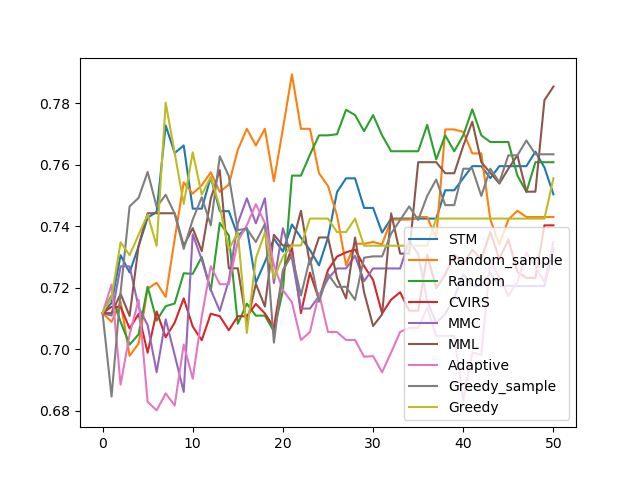 0.78
0.76
0.74
0.72
0.70
0.68
0
10
20
30
40
50
STM
Random_sample
Random
CVIRS
MMC
MML
Adaptive
Greedy_sample
Greedy